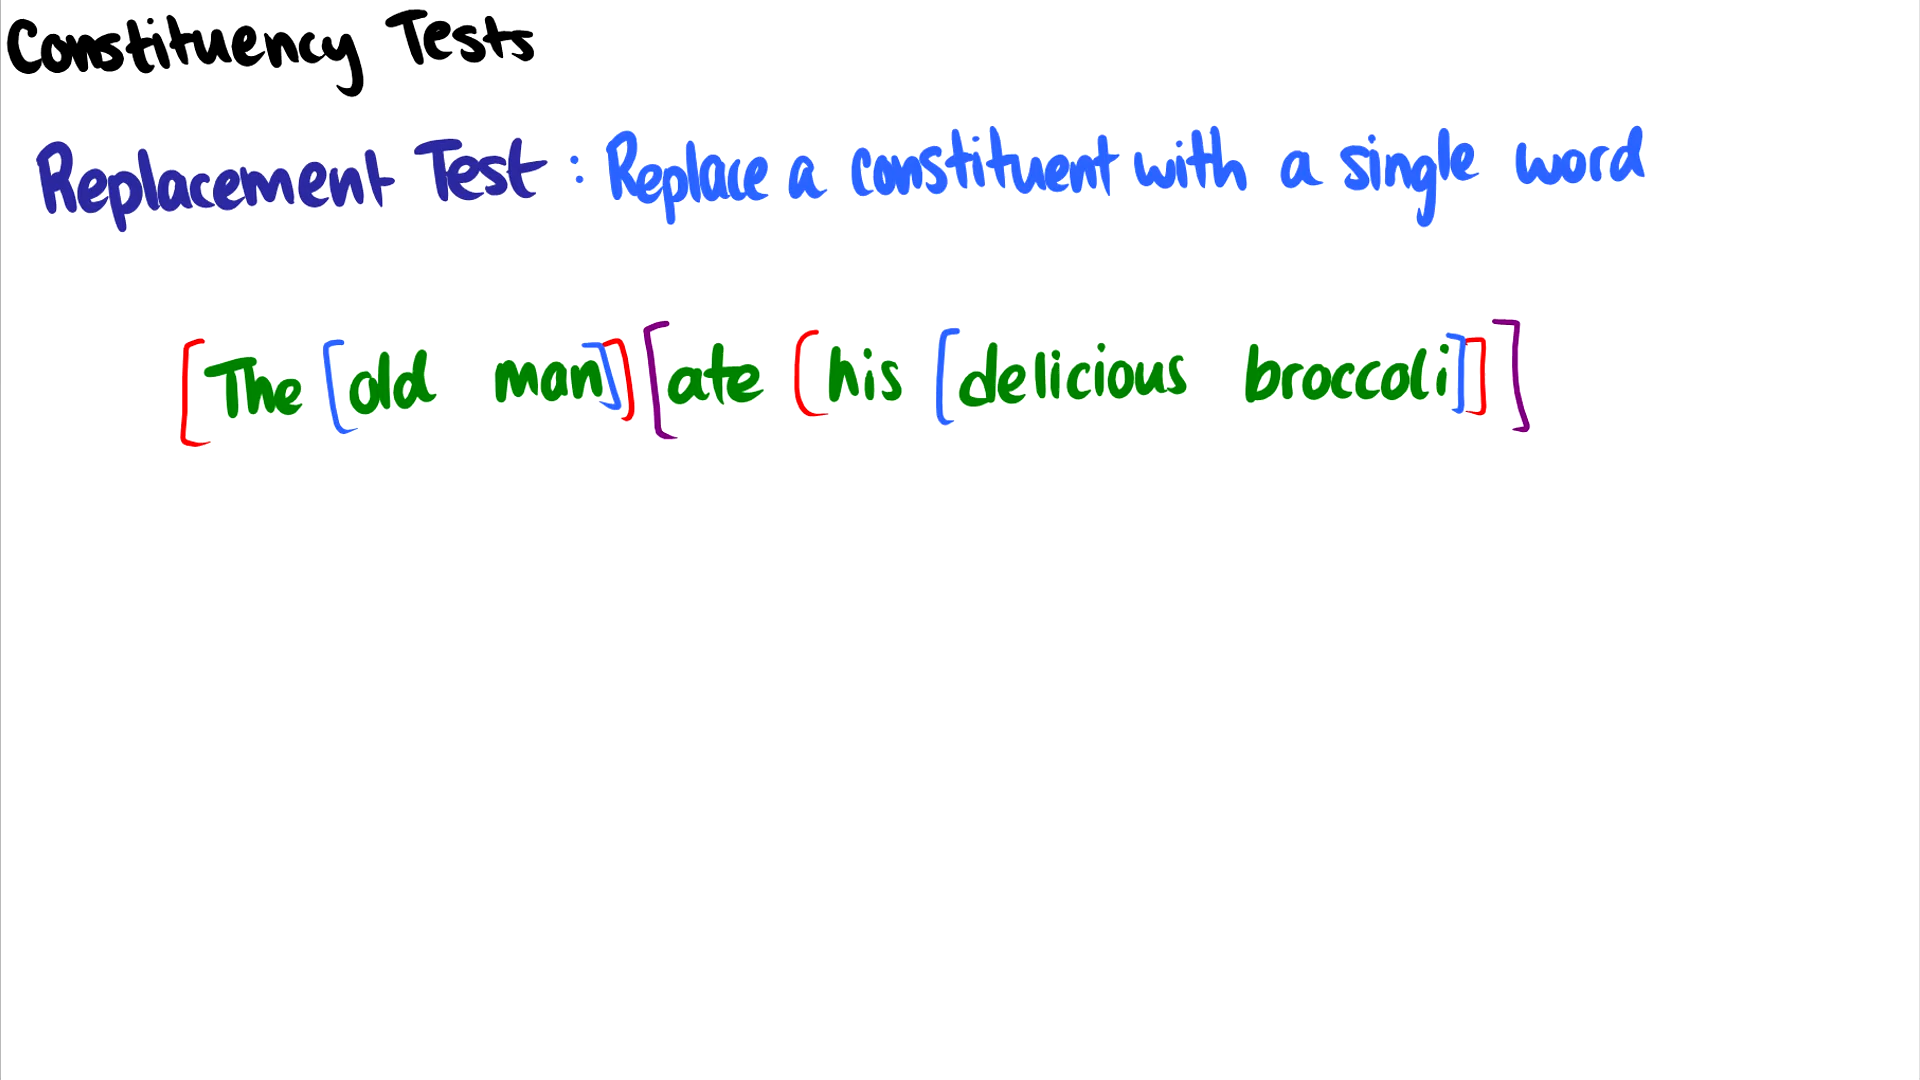 Constituency Tests
Replacement Test : Replace a constituent with a single word
[The [old man]] [ate [his [delicious broccoli]]]